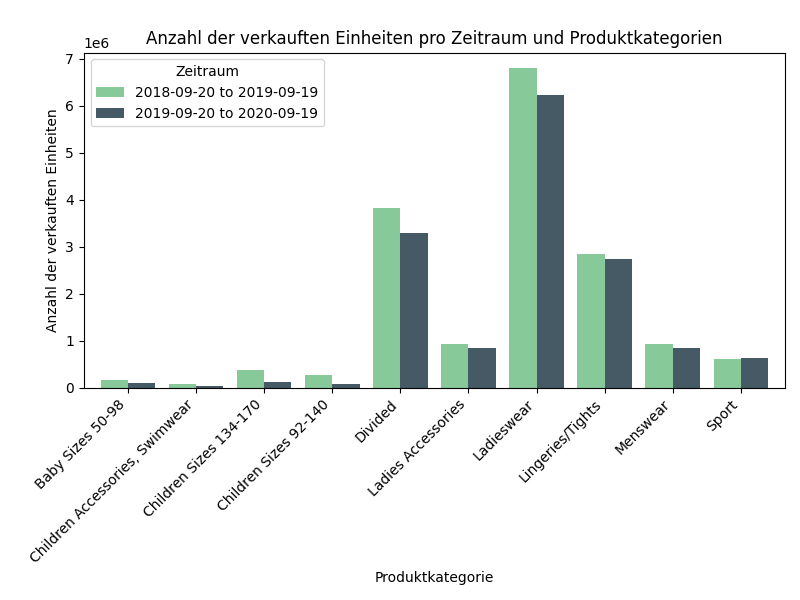 Anzahl der verkauften Einheiten pro Zeitraum und Produktkategorien
1e6
Zeitraum
2018-09-20 to 2019-09-19
2019-09-20 to 2020-09-19
Anzahl der verkauften Einheiten
7
6
5
4
3
2
1
0
Baby Sizes 50-98
Children Accessories, Swimwear
Children Sizes 134-170
Children Sizes 92-140
Divided
Ladies Accessories
Ladieswear
Lingeries/Tights
Menswear
Sport
Produktkategorie